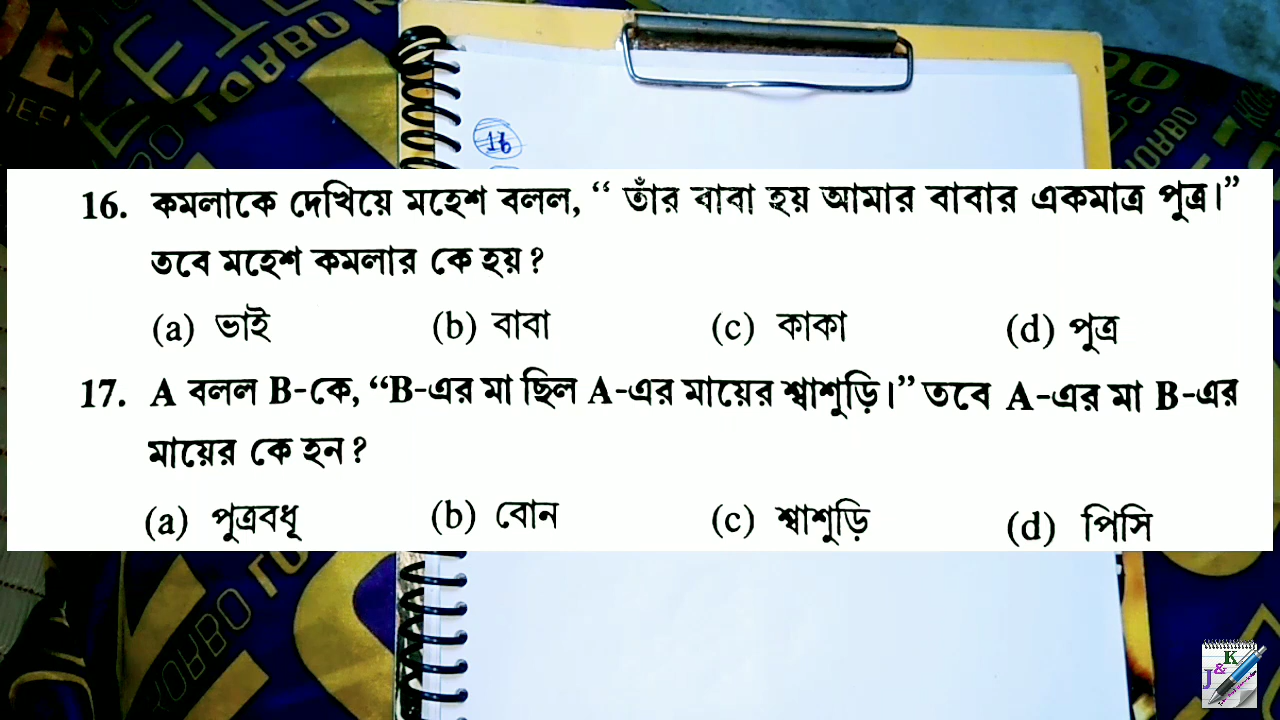 16
16. কমলাকে দেখিয়ে মহেশ বলল, “ তাঁর বাবা হয় আমার বাবার একমাত্র পুত্র।”
তবে মহেশ কমলার কে হয় ?
(a) ভাই (b) বাবা (c) কাকা (d) পুত্র
17. A বলল B-কে, “B-এর মা ছিল A-এর মায়ের শ্বাশুড়ি।” তবে A-এর মা B-এর
মায়ের কে হন ?
(a) পুত্রবধূ (b) বোন (c) শ্বাশুড়ি (d) পিসি
J&K